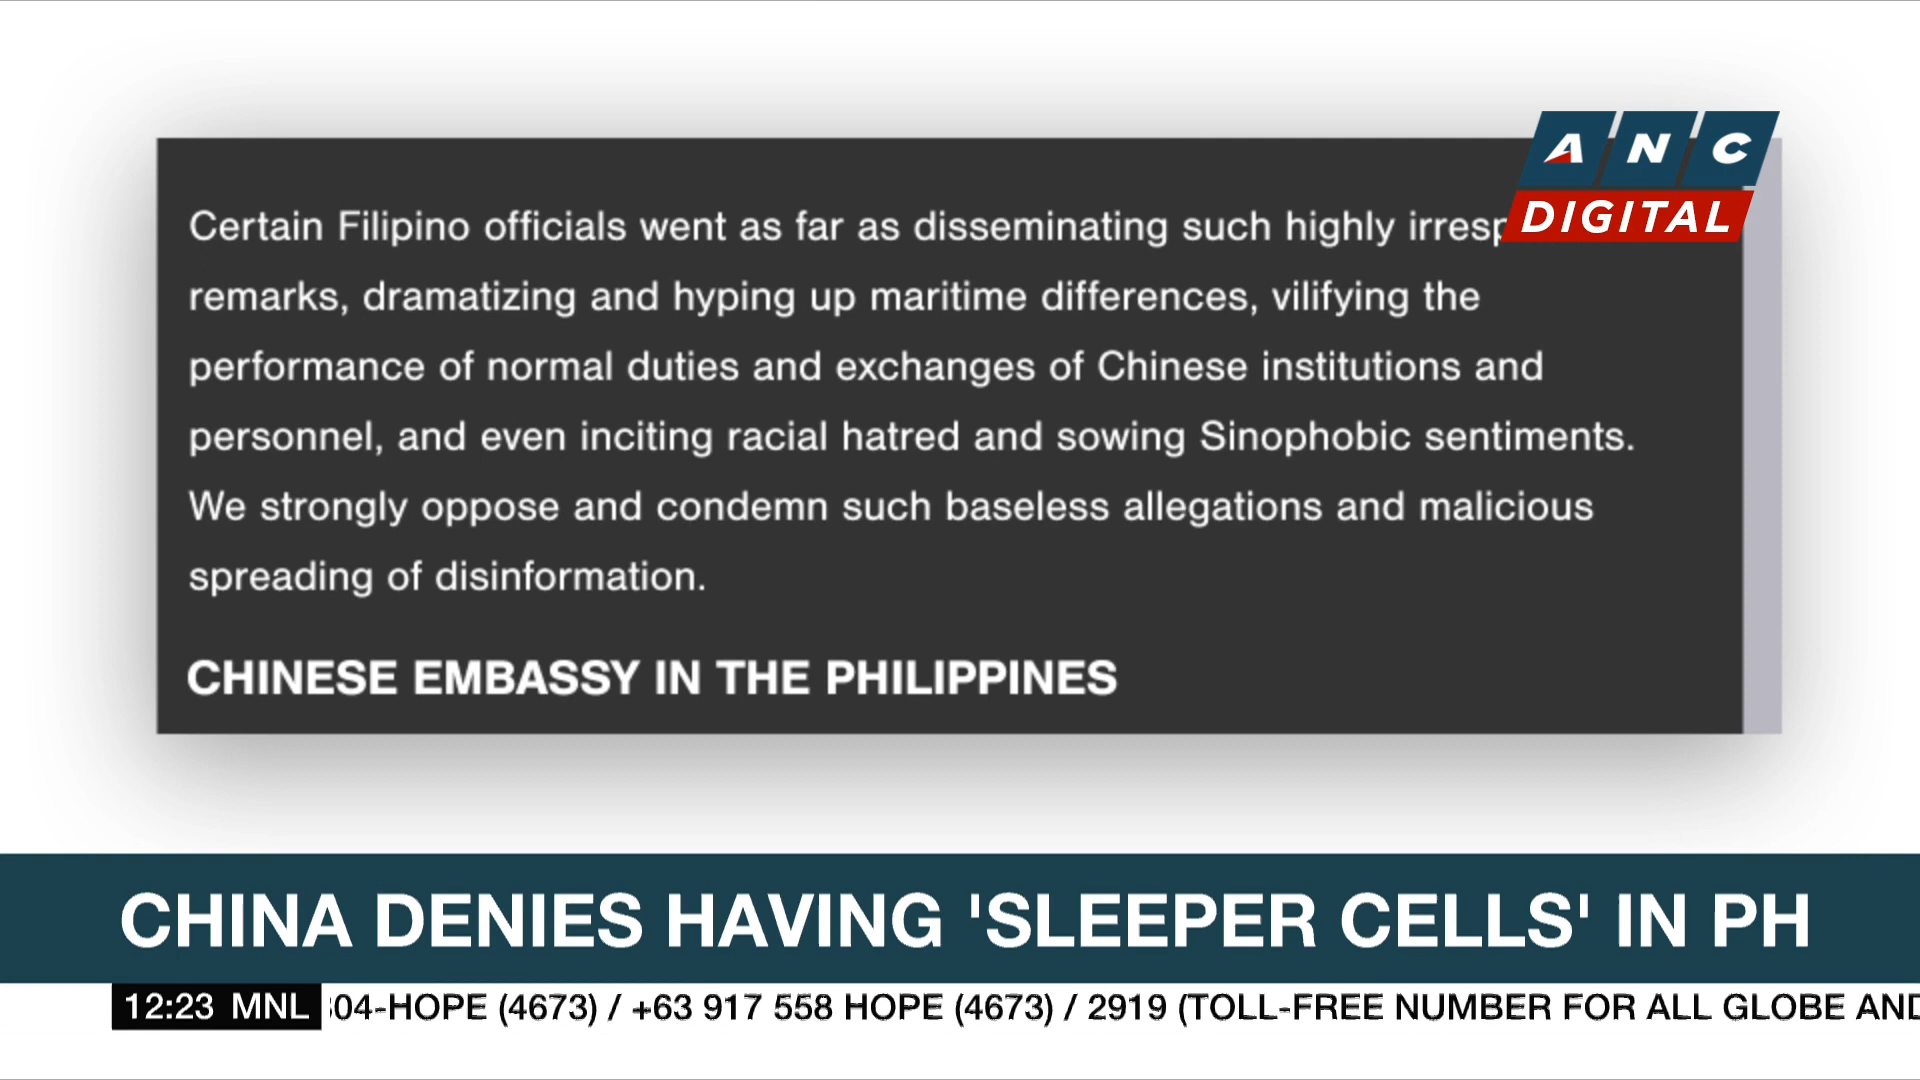 ANC
DIGITAL
Certain Filipino officials went as far as disseminating such highly
remarks, dramatizing and hyping up maritime differences, vilifying the
performance of normal duties and exchanges of Chinese institutions and
personnel, and even inciting racial hatred and sowing Sinophobic sentiments.
We strongly oppose and condemn such baseless allegations and malicious
spreading of disinformation.
CHINESE EMBASSY IN THE PHILIPPINES
CHINA DENIES HAVING 'SLEEPER CELLS' IN PH
12:23 MNL 04-HOPE (4673) / +63 917 558 HOPE (4673) / 2919 (TOLL-FREE NUMBER FOR ALL GLOBE AND